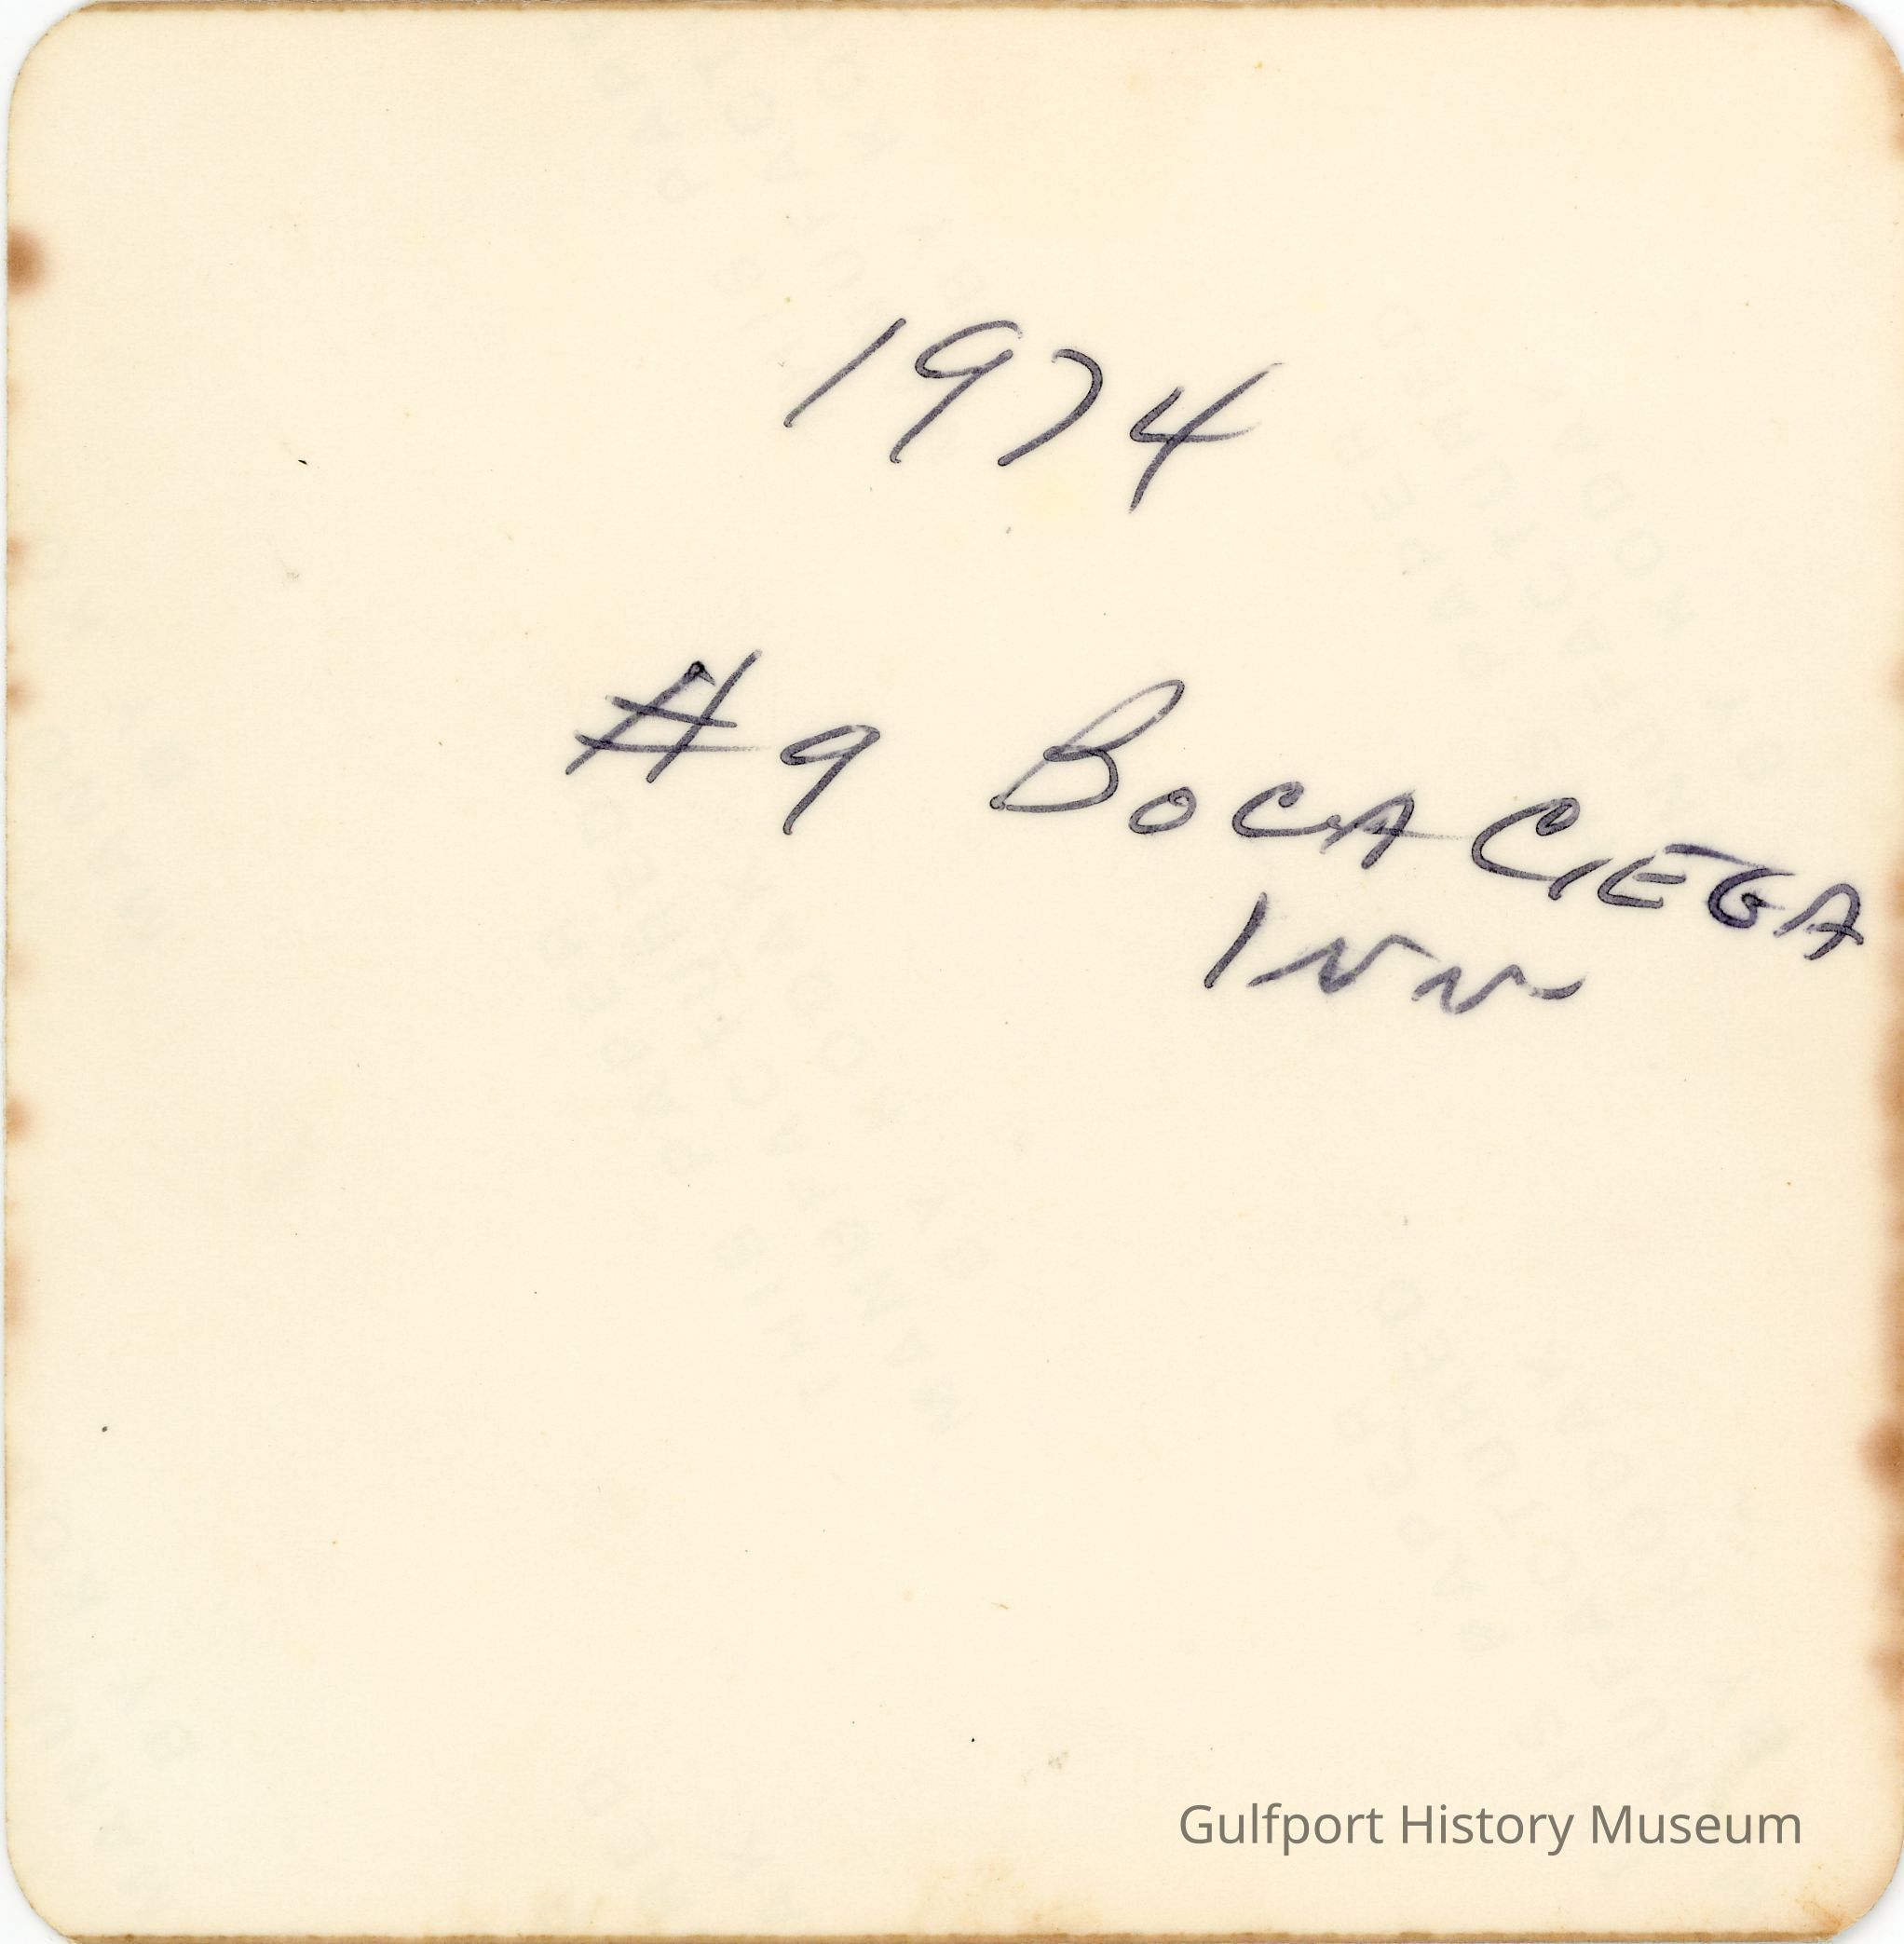 1974
#9 BOCA CIEGA
INN
Gulfport History Museum